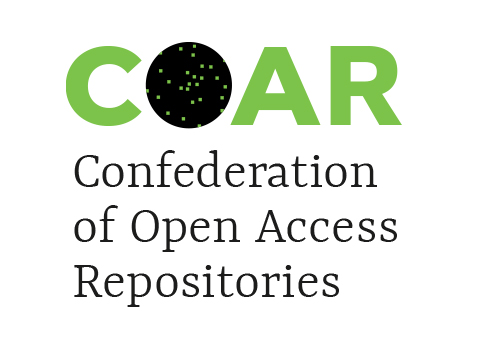 COAR
Confederation
of Open Access
Repositories